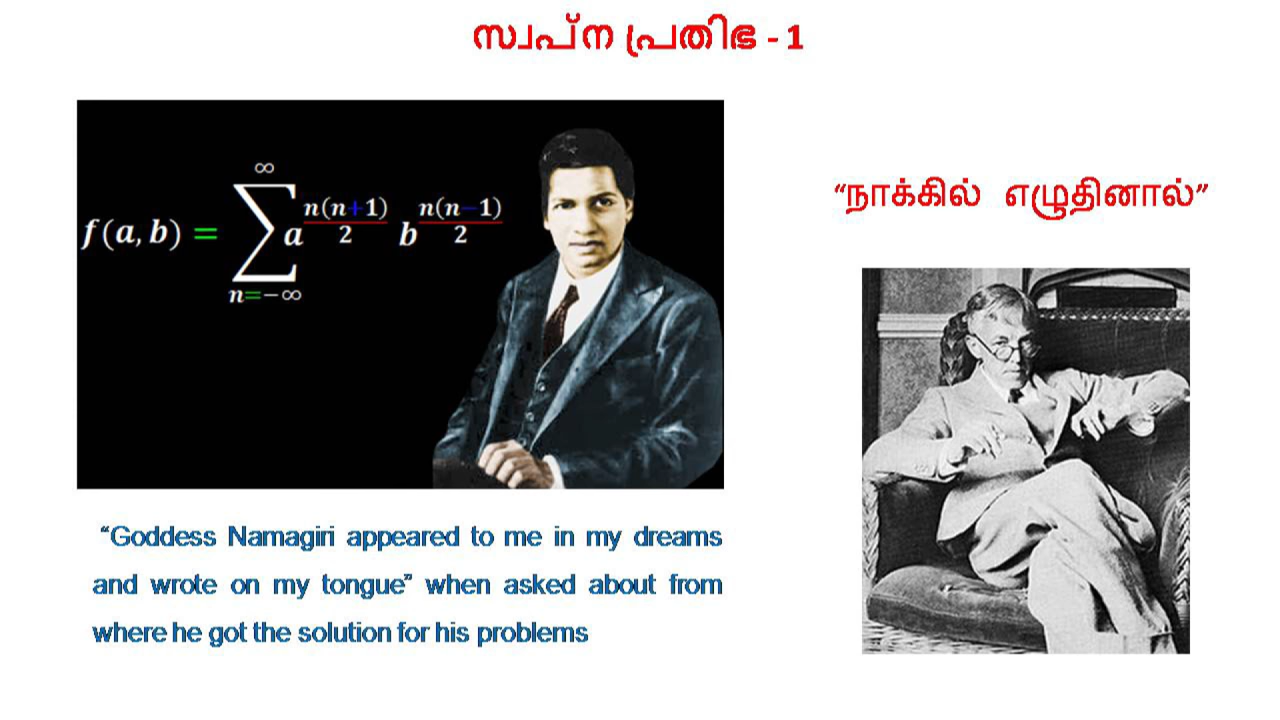 സ്വപ്ന പ്രതിഭ - 1
f(a, b) = ∞∑n=−∞ a n(n+1)/2 b n(n−1)/2
“நாக்கில் எழுதினால்”
“Goddess Namagiri appeared to me in my dreams
and wrote on my tongue” when asked about from
where he got the solution for his problems